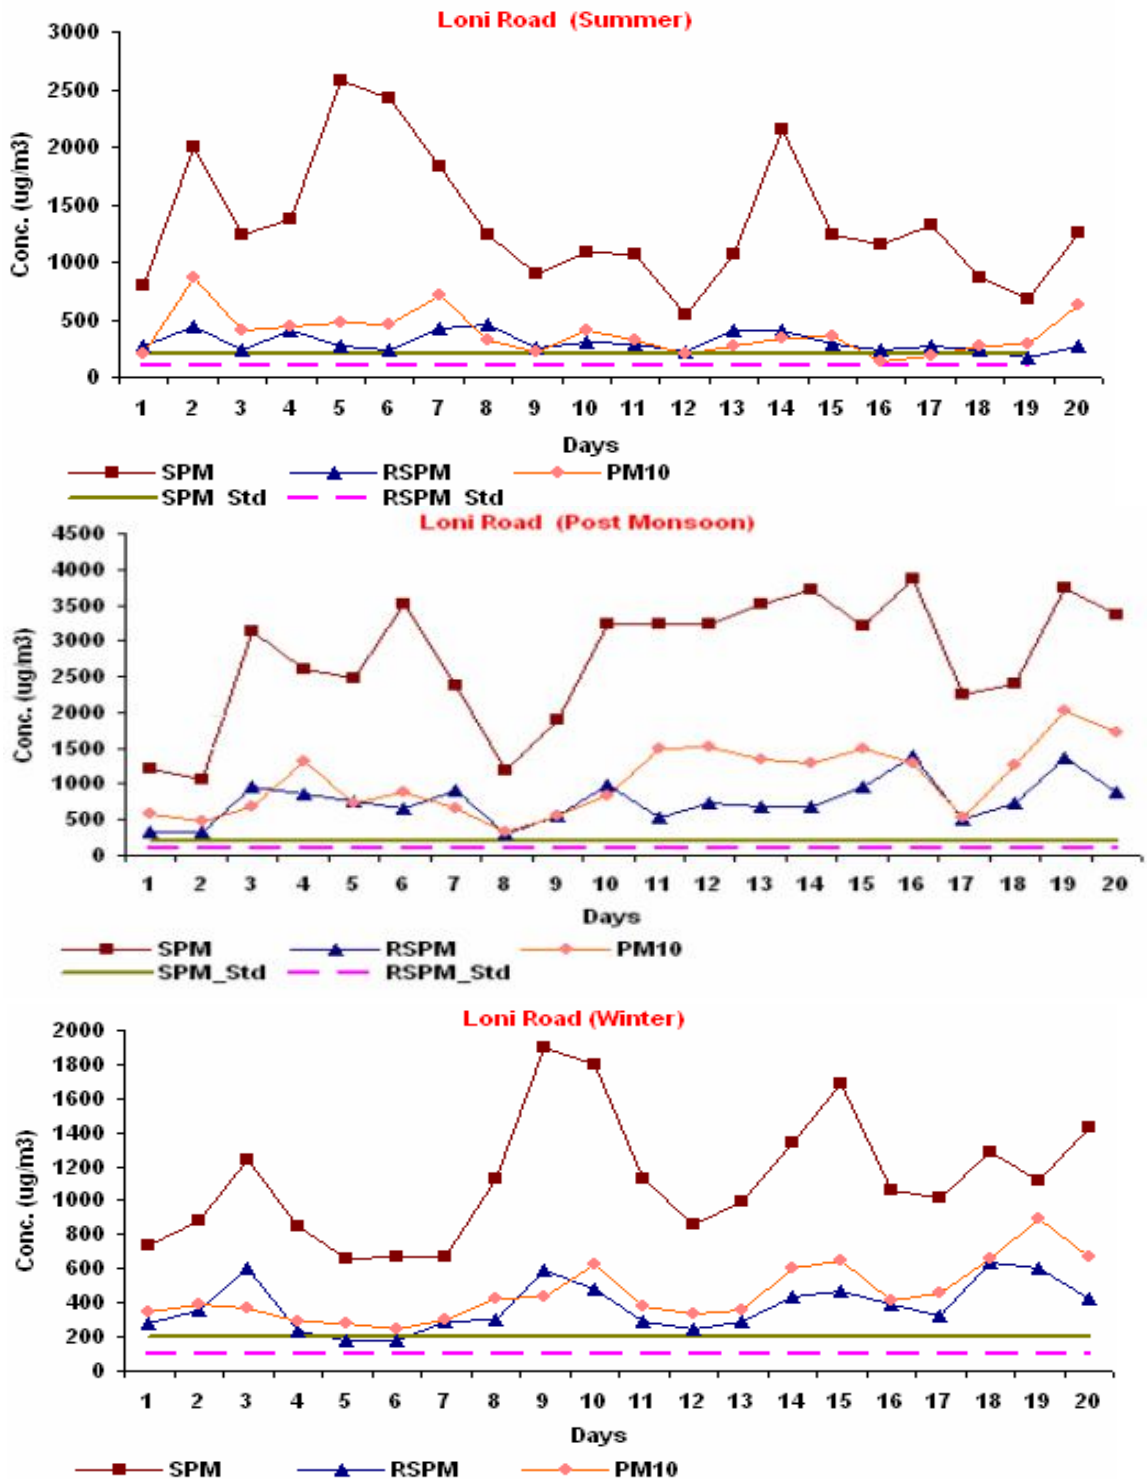 Loni Road (Summer)
3000
2500
2000
1500
1000
500
0
Conc. (ug/m3)
1 2 3 4 5 6 7 8 9 10 11 12 13 14 15 16 17 18 19 20
Days
SPM RSPM PM10
SPM_Std RSPM_Std
Loni Road (Post Monsoon)
4500
4000
3500
3000
2500
2000
1500
1000
500
0
Conc. (ug/m3)
1 2 3 4 5 6 7 8 9 10 11 12 13 14 15 16 17 18 19 20
Days
SPM RSPM PM10
SPM_Std RSPM_Std
Loni Road (Winter)
2000
1800
1600
1400
1200
1000
800
600
400
200
0
Conc. (ug/m3)
1 2 3 4 5 6 7 8 9 10 11 12 13 14 15 16 17 18 19 20
Days
SPM RSPM PM10